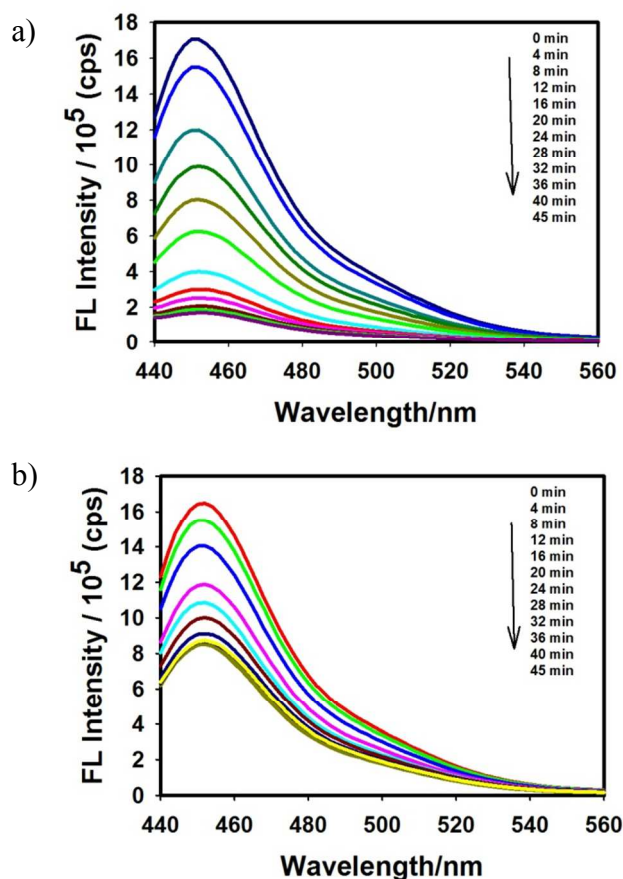 a)
FL Intensity / 10⁵ (cps)
18
16
14
12
10
8
6
4
2
0
0 min
4 min
8 min
12 min
16 min
20 min
24 min
28 min
32 min
36 min
40 min
45 min
440 460 480 500 520 540 560
Wavelength/nm
b)
FL Intensity / 10⁵ (cps)
18
16
14
12
10
8
6
4
2
0
0 min
4 min
8 min
12 min
16 min
20 min
24 min
28 min
32 min
36 min
40 min
45 min
440 460 480 500 520 540 560
Wavelength/nm